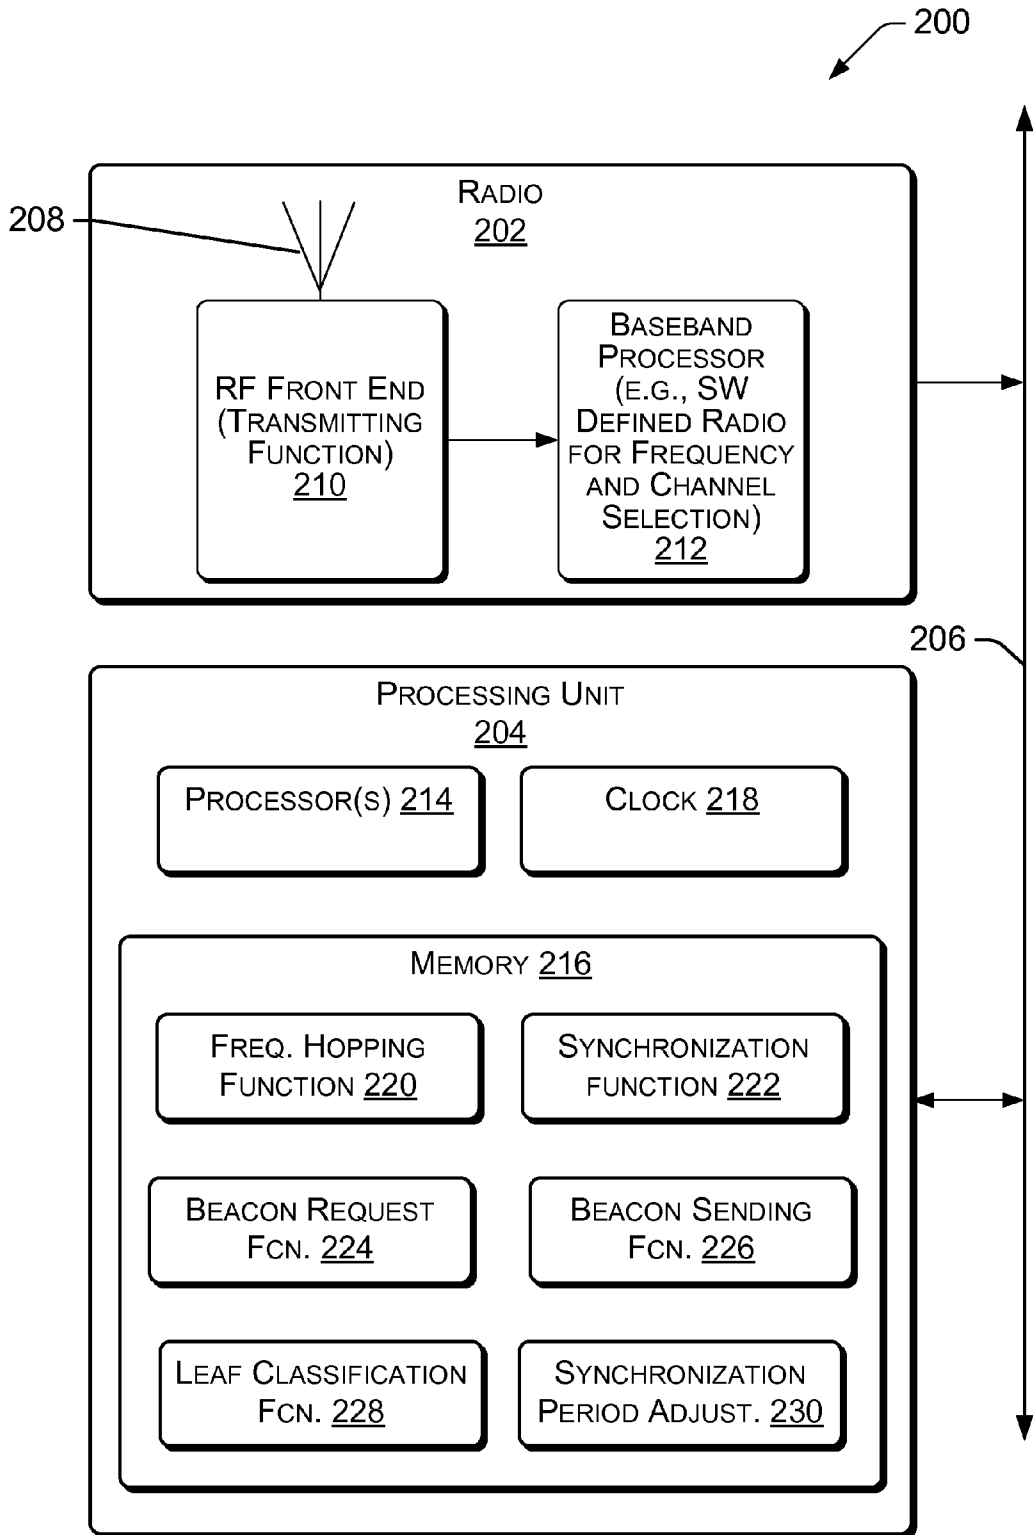 200
RADIO
202
208
RF FRONT END
(TRANSMITTING
FUNCTION)
210
BASEBAND
PROCESSOR
(E.G., SW
DEFINED RADIO
FOR FREQUENCY
AND CHANNEL
SELECTION)
212
206
PROCESSING UNIT
204
PROCESSOR(S) 214
CLOCK 218
MEMORY 216
FREQ. HOPPING
FUNCTION 220
SYNCHRONIZATION
FUNCTION 222
BEACON REQUEST
FCN. 224
BEACON SENDING
FCN. 226
LEAF CLASSIFICATION
FCN. 228
SYNCHRONIZATION
PERIOD ADJUST. 230